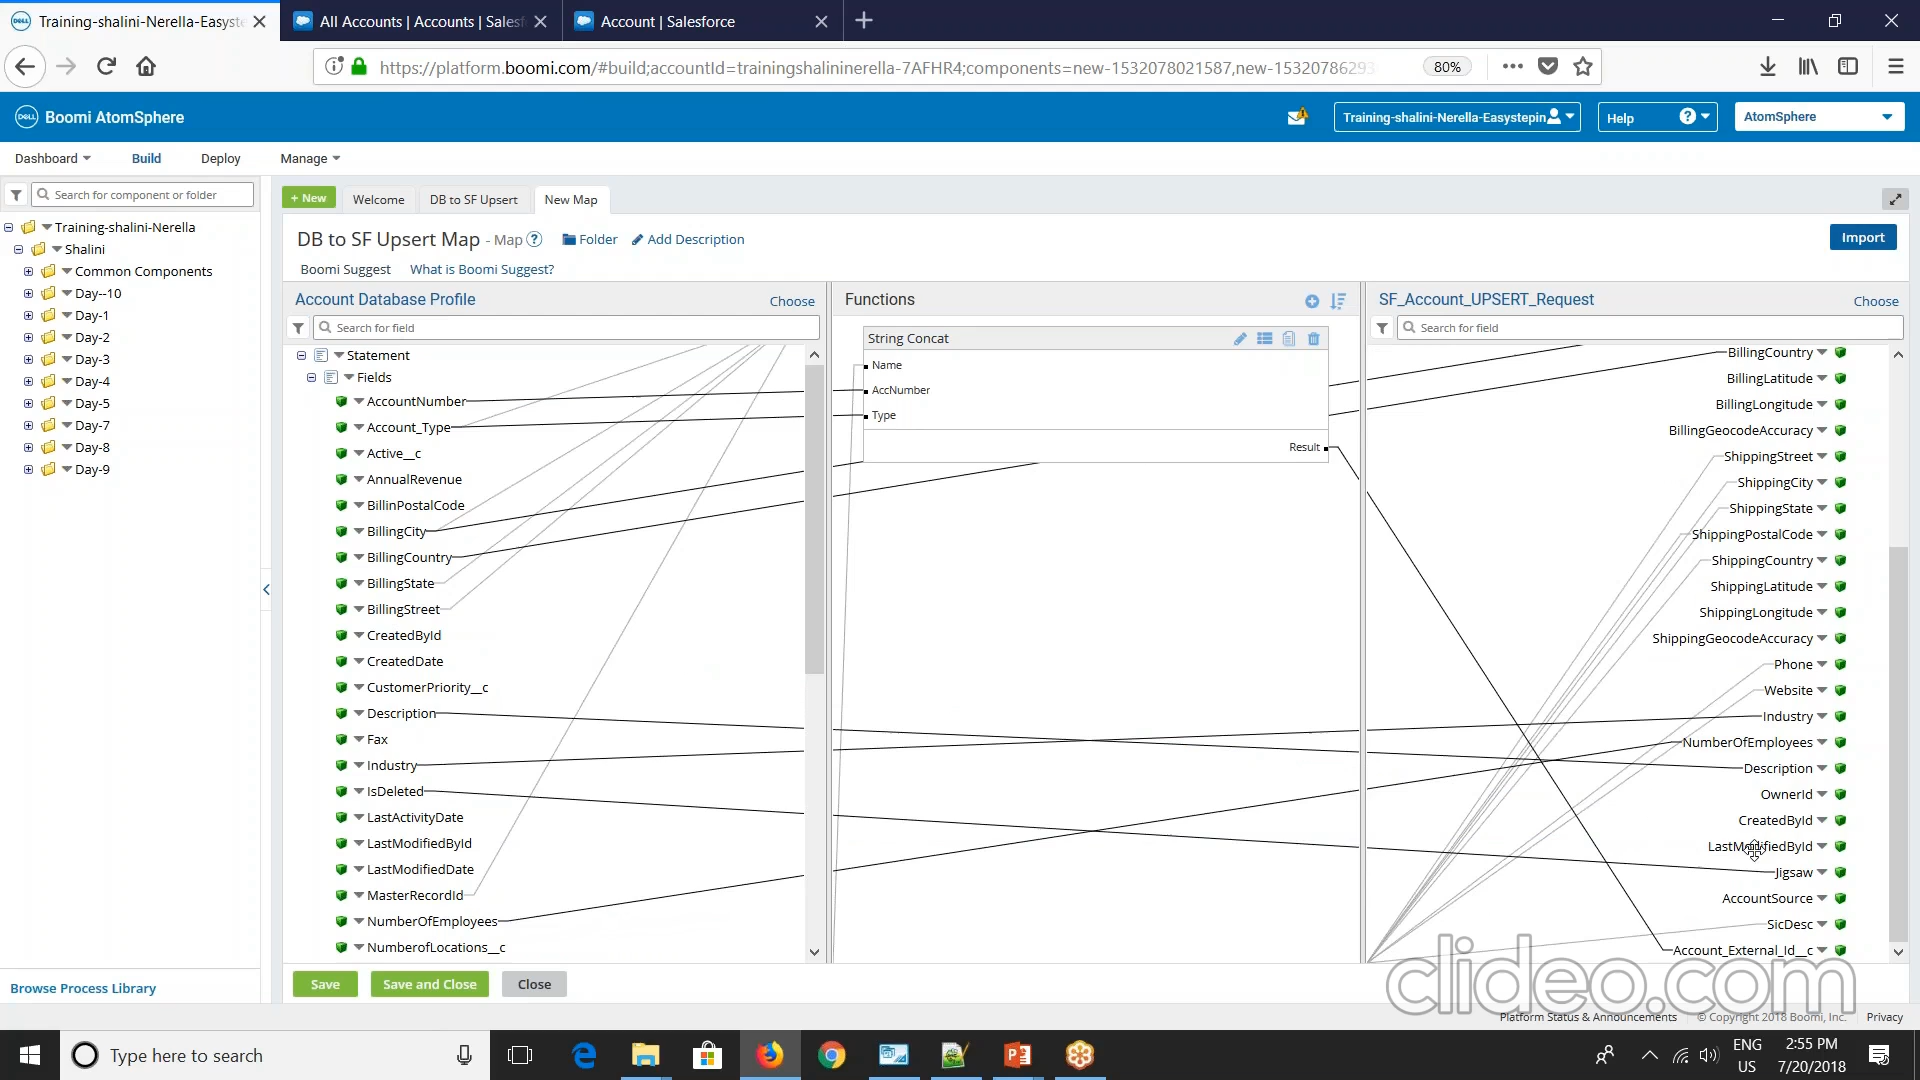 Training-shalini-Nerella-Easyste
All Accounts | Accounts | Salesf
Account | Salesforce
https://platform.boomi.com/#build;accountId=trainingshalininerella-7AFHR4;components=new-1532078021587,new-15320786293
80%
DELL
Boomi AtomSphere
Training-shalini-Nerella-Easystepin
Help
AtomSphere
Dashboard
Build
Deploy
Manage
Search for component or folder
Training-shalini-Nerella
Shalini
Common Components
Day--10
Day-1
Day-2
Day-3
Day-4
Day-5
Day-7
Day-8
Day-9
Browse Process Library
+ New
Welcome
DB to SF Upsert
New Map
DB to SF Upsert Map - Map
Folder
Add Description
Import
Boomi Suggest
What is Boomi Suggest?
Account Database Profile
Choose
Search for field
Statement
Fields
AccountNumber
Account_Type
Active__c
AnnualRevenue
BillinPostalCode
BillingCity
BillingCountry
BillingState
BillingStreet
CreatedById
CreatedDate
CustomerPriority__c
Description
Fax
Industry
IsDeleted
LastActivityDate
LastModifiedById
LastModifiedDate
MasterRecordId
NumberOfEmployees
NumberofLocations__c
Functions
String Concat
Name
AccNumber
Type
Result
SF_Account_UPSERT_Request
Choose
Search for field
BillingCountry
BillingLatitude
BillingLongitude
BillingGeocodeAccuracy
ShippingStreet
ShippingCity
ShippingState
ShippingPostalCode
ShippingCountry
ShippingLatitude
ShippingLongitude
ShippingGeocodeAccuracy
Phone
Website
Industry
NumberOfEmployees
Description
OwnerId
CreatedById
LastModifiedById
Jigsaw
AccountSource
SicDesc
Account_External_Id__c
Save
Save and Close
Close
clideo.com
Platform Status & Announcements
© Copyright 2018 Boomi, Inc.
Privacy
Type here to search
ENG
US
2:55 PM
7/20/2018